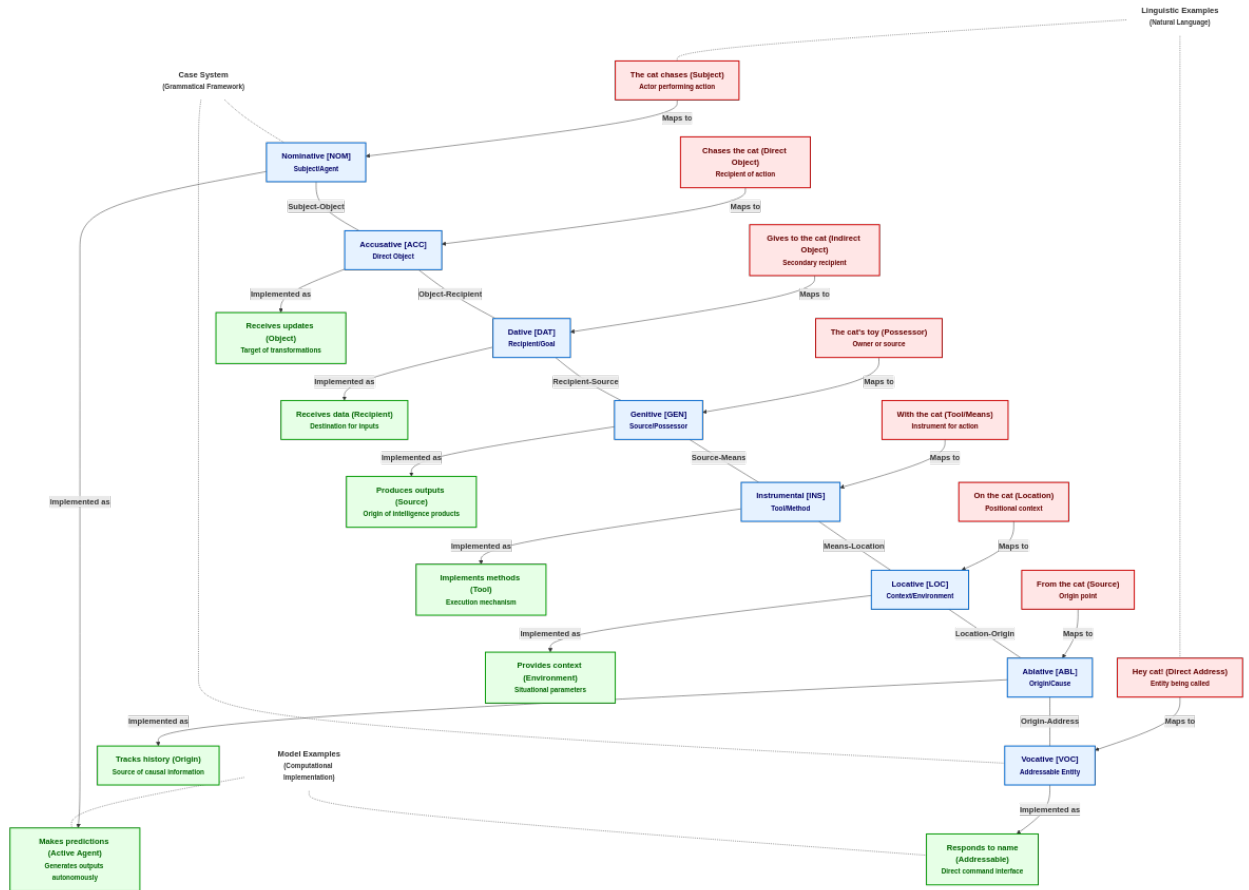 Linguistic Examples
(Natural Language)
Case System
(Grammatical Framework)
The cat chases (Subject)
Actor performing action
Maps to
Nominative [NOM]
Subject/Agent
Chases the cat (Direct
Object)
Recipient of action
Subject-Object
Maps to
Accusative [ACC]
Direct Object
Gives to the cat (Indirect
Object)
Secondary recipient
Implemented as
Object-Recipient
Maps to
Receives updates
(Object)
Target of transformations
Dative [DAT]
Recipient/Goal
The cat's toy (Possessor)
Owner or source
Implemented as
Recipient-Source
Maps to
Receives data (Recipient)
Destination for inputs
Genitive [GEN]
Source/Possessor
With the cat (Tool/Means)
Instrument for action
Implemented as
Source-Means
Maps to
Produces outputs
(Source)
Origin of intelligence products
Instrumental [INS]
Tool/Method
On the cat (Location)
Positional context
Implemented as
Implemented as
Means-Location
Maps to
Implements methods
(Tool)
Execution mechanism
Locative [LOC]
Context/Environment
From the cat (Source)
Origin point
Implemented as
Location-Origin
Maps to
Provides context
(Environment)
Situational parameters
Ablative [ABL]
Origin/Cause
Hey cat! (Direct Address)
Entity being called
Implemented as
Origin-Address
Maps to
Tracks history (Origin)
Source of causal information
Model Examples
(Computational
Implementation)
Vocative [VOC]
Addressable Entity
Implemented as
Makes predictions
(Active Agent)
Generates outputs
autonomously
Responds to name
(Addressable)
Direct command interface